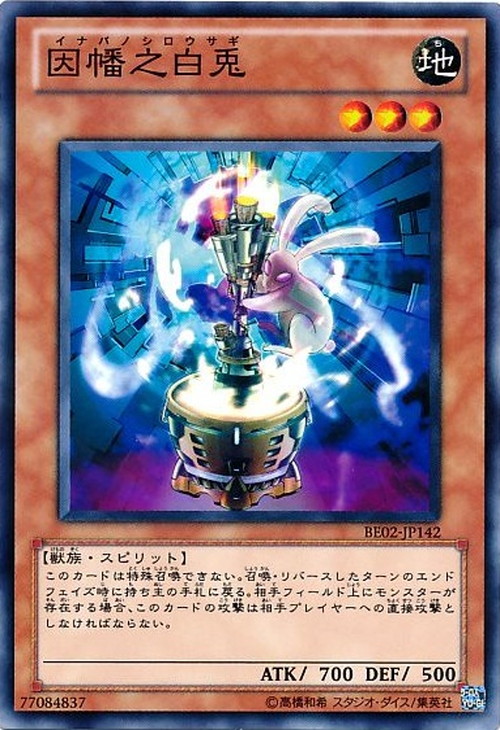 イナバノシロウサギ
因幡之白兎
地
BE02-JP142
【獣族・スピリット】
このカードは特殊召喚できない。召喚・リバースしたターンのエンド
フェイズ時に持ち主の手札に戻る。相手フィールド上にモンスターが
存在する場合、このカードの攻撃は相手プレイヤーへの直接攻撃と
しなければならない。
ATK/ 700 DEF/ 500
77084837
©高橋和希 スタジオ・ダイス/集英社